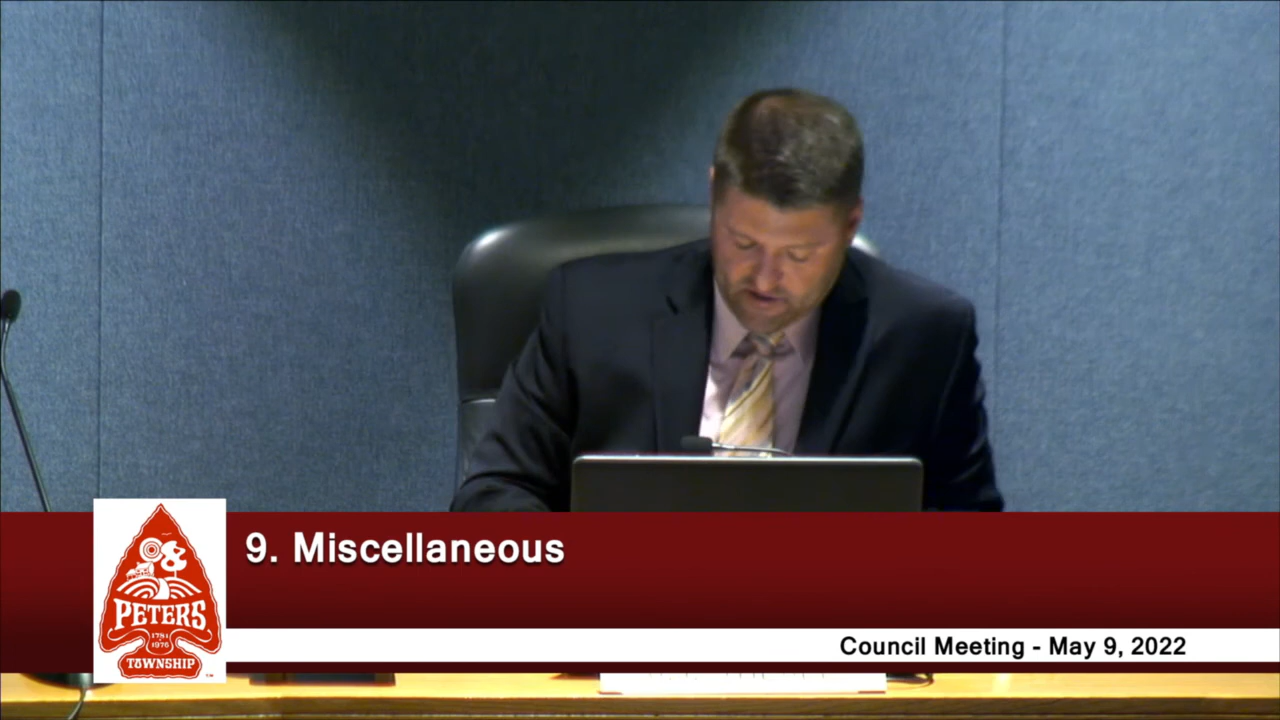 9. Miscellaneous
PETERS
1781
1976
TOWNSHIP
Council Meeting - May 9, 2022